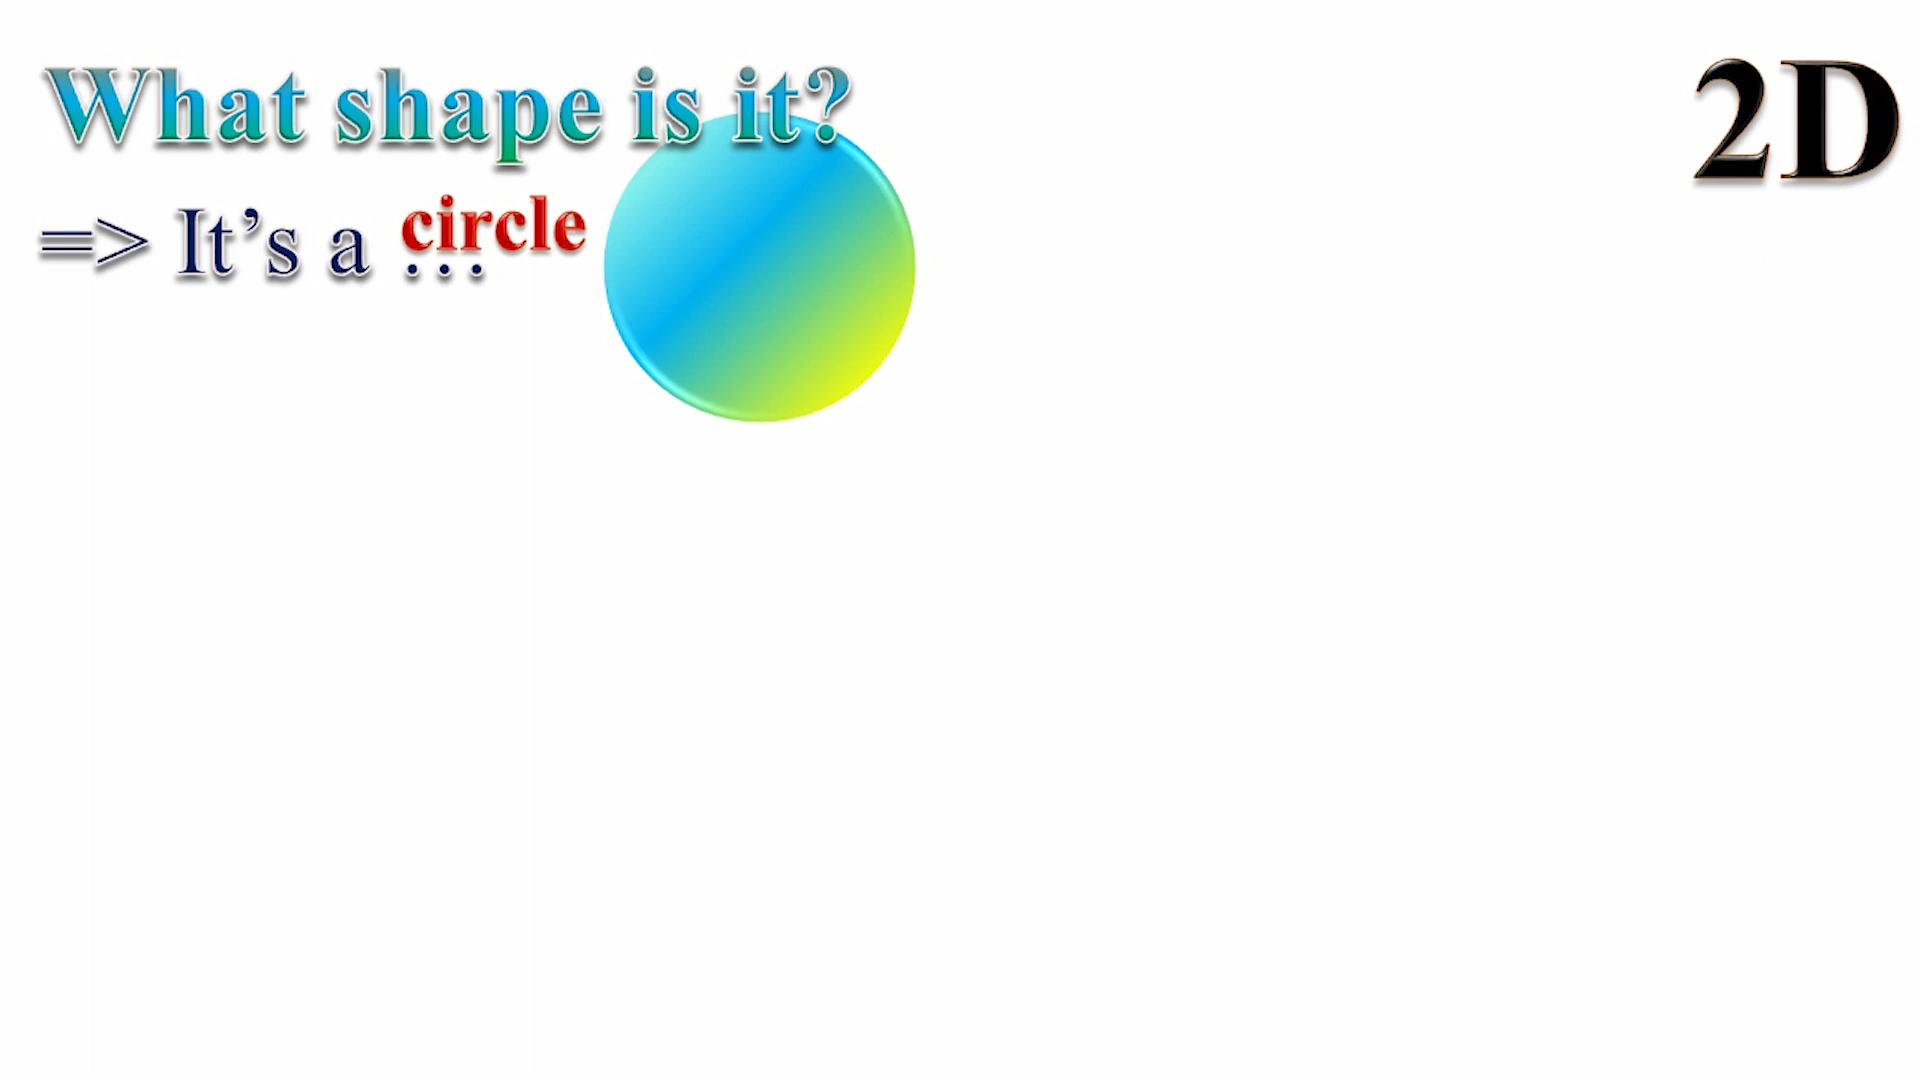 What shape is it?
2D
=> It’s a ...
circle